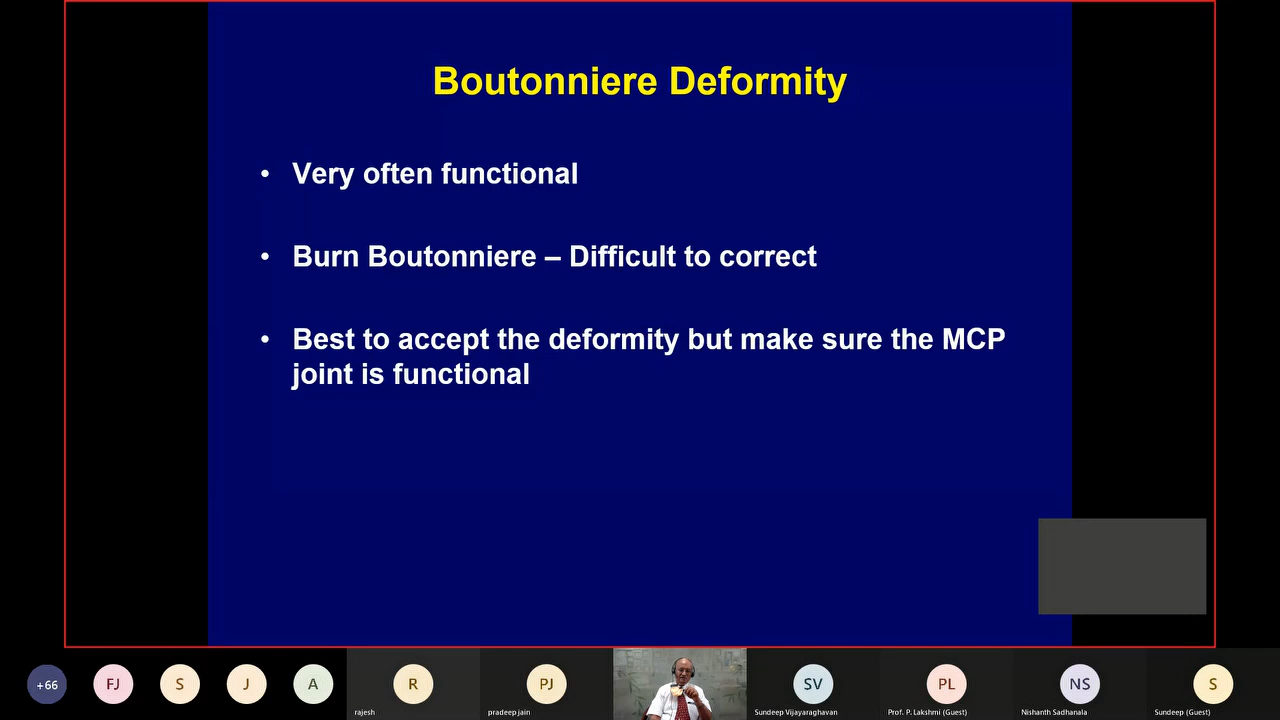 Boutonniere Deformity
• Very often functional
• Burn Boutonniere – Difficult to correct
• Best to accept the deformity but make sure the MCP
joint is functional
+66
FJ
S
J
A
R
rajesh
PJ
pradeep jain
SV
Sundeep Vijayaraghavan
PL
Prof. P. Lakshmi (Guest)
NS
Nishanth Sadhanala
S
Sundeep (Guest)